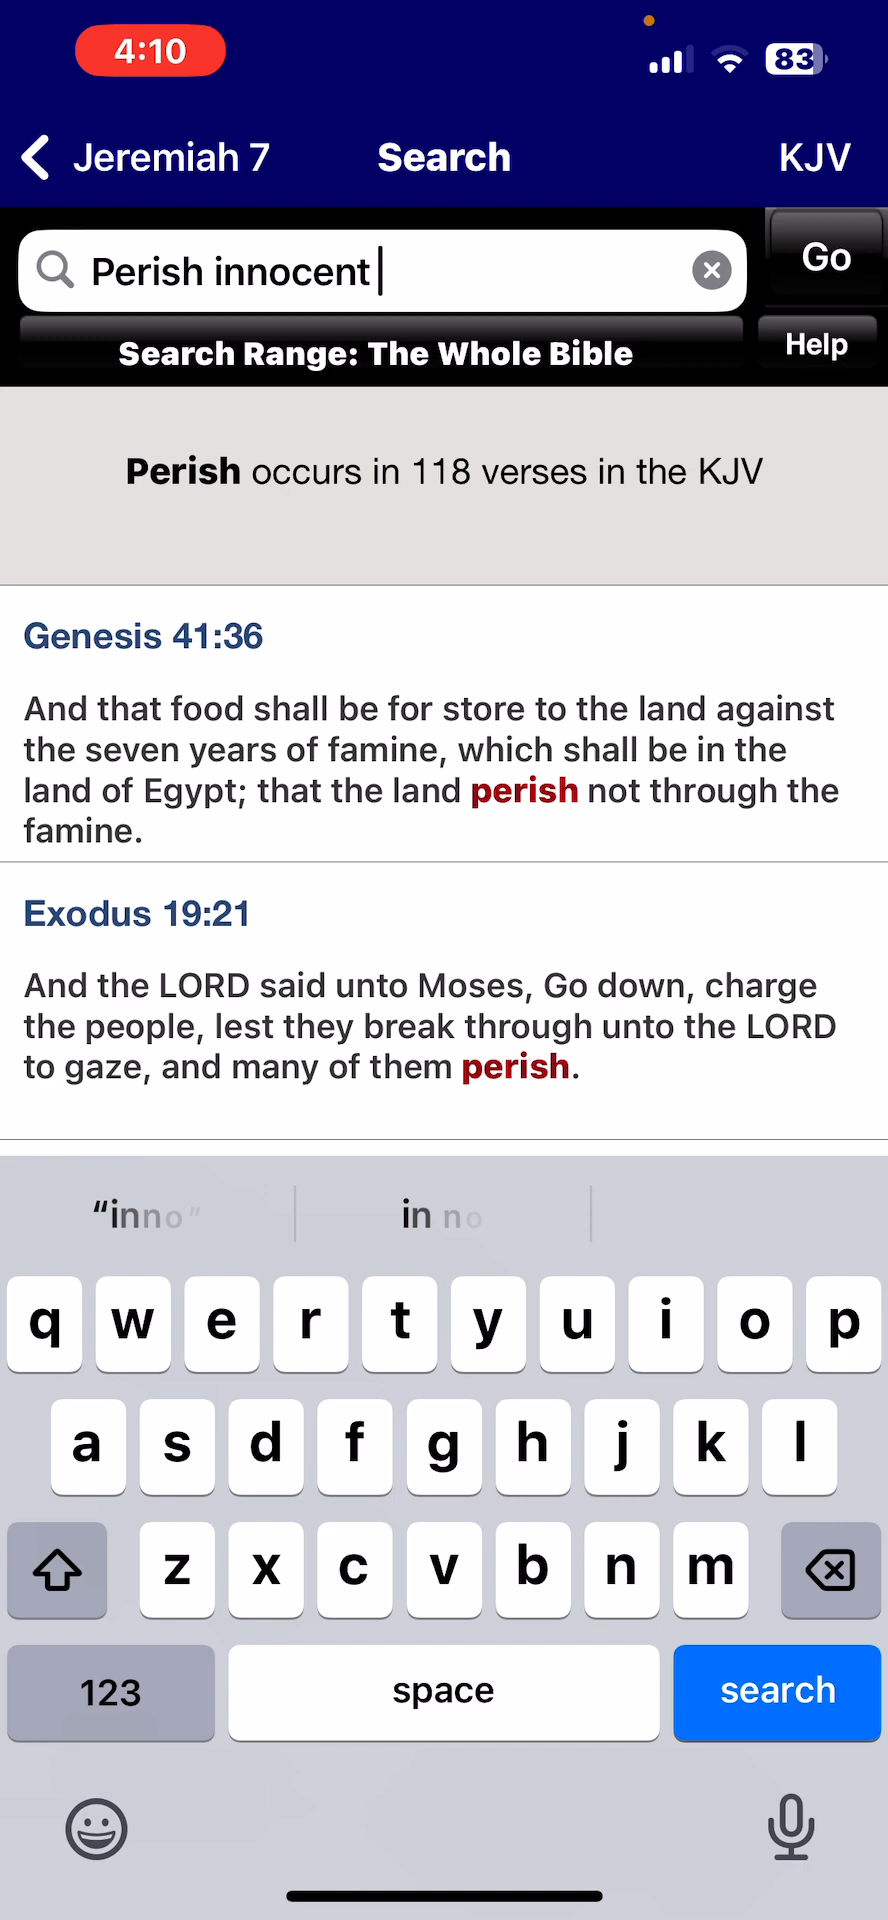 4:10
83
Jeremiah 7 Search KJV
Perish innocent
Go
Search Range: The Whole Bible
Help
Perish occurs in 118 verses in the KJV
Genesis 41:36
And that food shall be for store to the land against
the seven years of famine, which shall be in the
land of Egypt; that the land perish not through the
famine.
Exodus 19:21
And the LORD said unto Moses, Go down, charge
the people, lest they break through unto the LORD
to gaze, and many of them perish.
“inno” in no
q w e r t y u i o p
a s d f g h j k l
z x c v b n m
123 space search